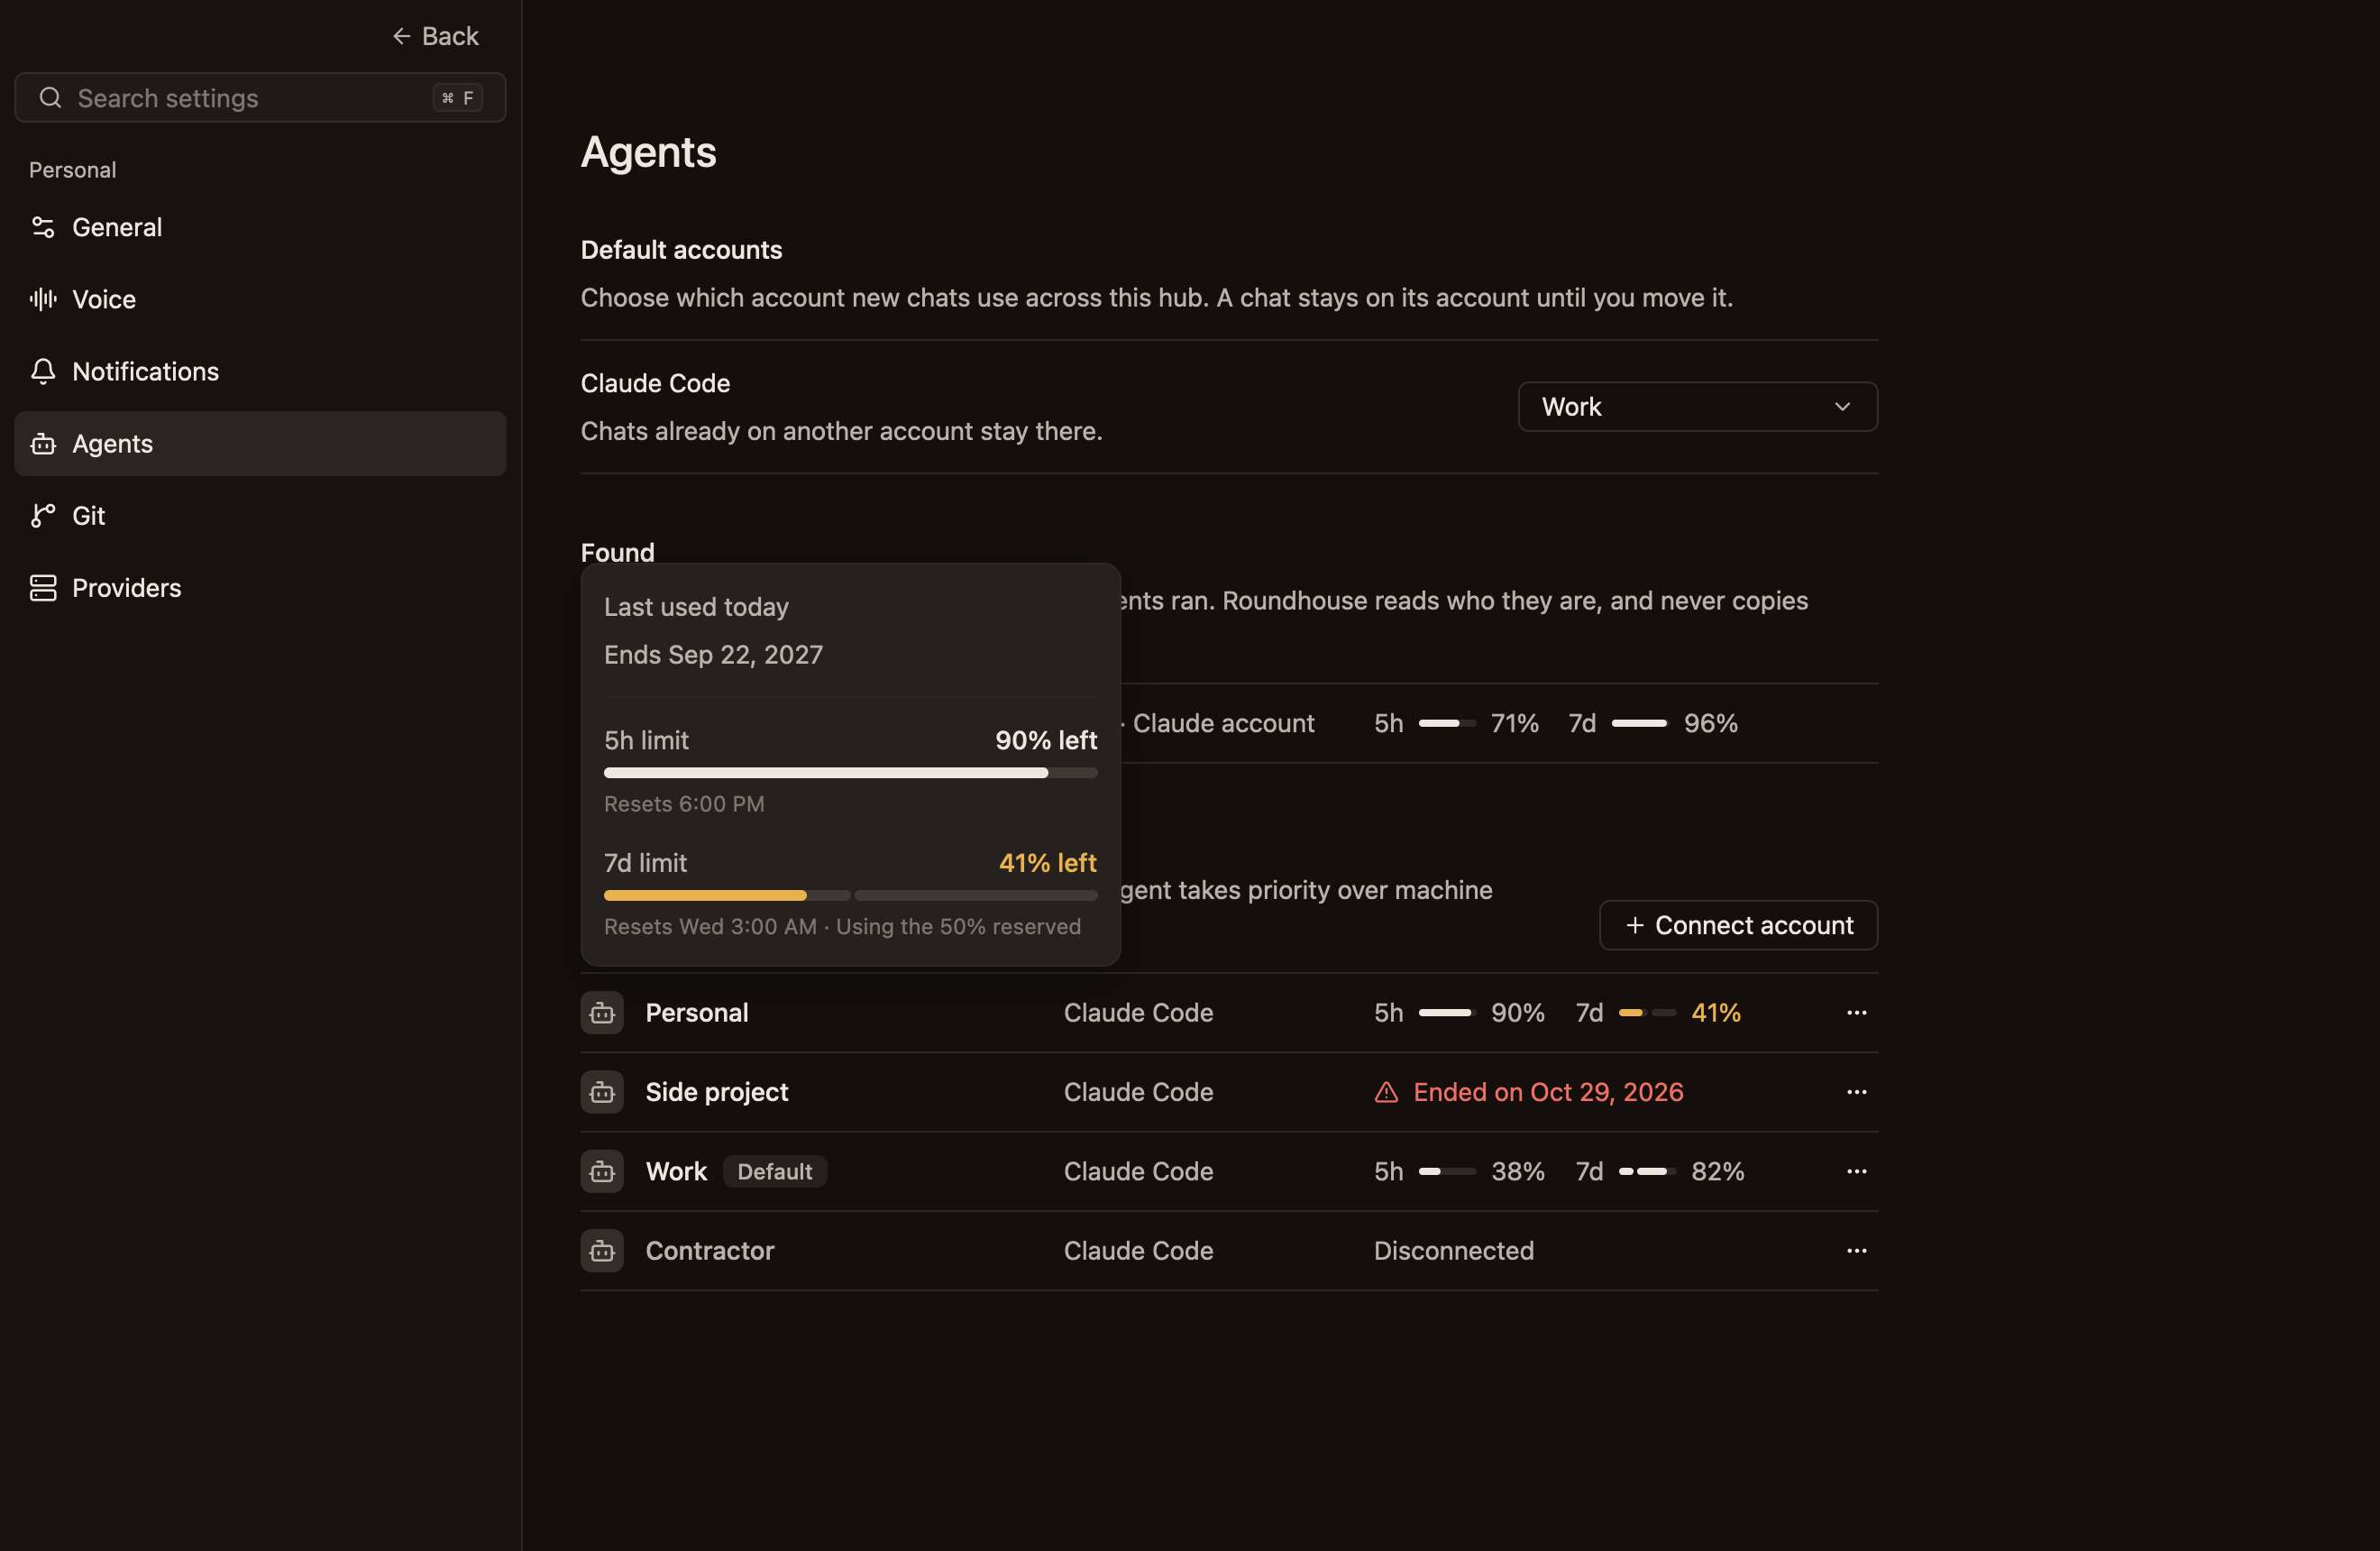 Back
Search settings
⌘ F
Personal
General
Voice
Notifications
Agents
Git
Providers
Agents
Default accounts
Choose which account new chats use across this hub. A chat stays on its account until you move it.
Claude Code
Chats already on another account stay there.
Work
Found
ran. Roundhouse reads who they are, and never copies
· Claude account 5h 71% 7d 96%
Last used today
Ends Sep 22, 2027
5h limit 90% left
Resets 6:00 PM
7d limit 41% left
Resets Wed 3:00 AM · Using the 50% reserved
takes priority over machine
+ Connect account
Personal Claude Code 5h 90% 7d 41%
Side project Claude Code Ended on Oct 29, 2026
Work Default Claude Code 5h 38% 7d 82%
Contractor Claude Code Disconnected